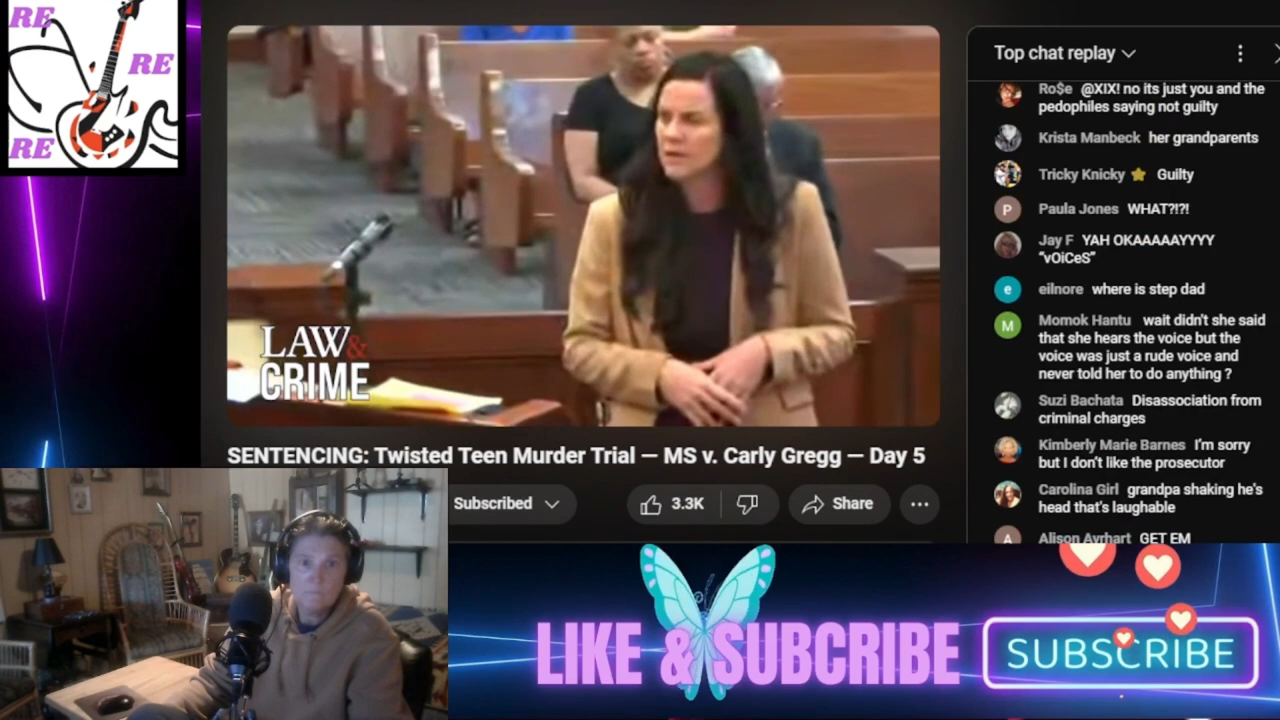 RE
RE
RE
LAW&
CRIME
SENTENCING: Twisted Teen Murder Trial — MS v. Carly Gregg — Day 5
Subscribed
3.3K
Share
Top chat replay
Ro$e @XIX! no its just you and the
pedophiles saying not guilty
Krista Manbeck her grandparents
Tricky Knicky Guilty
P
Paula Jones WHAT?!?!
Jay F YAH OKAAAAAYYYY
"vOiCeS"
e
eilnore where is step dad
M
Momok Hantu wait didn't she said
that she hears the voice but the
voice was just a rude voice and
never told her to do anything ?
Suzi Bachata Disassociation from
criminal charges
Kimberly Marie Barnes I'm sorry
but I don't like the prosecutor
Carolina Girl grandpa shaking he's
head that's laughable
A
Alison Ayrhart GET EM
LIKE & SUBCRIBE
SUBSCRIBE